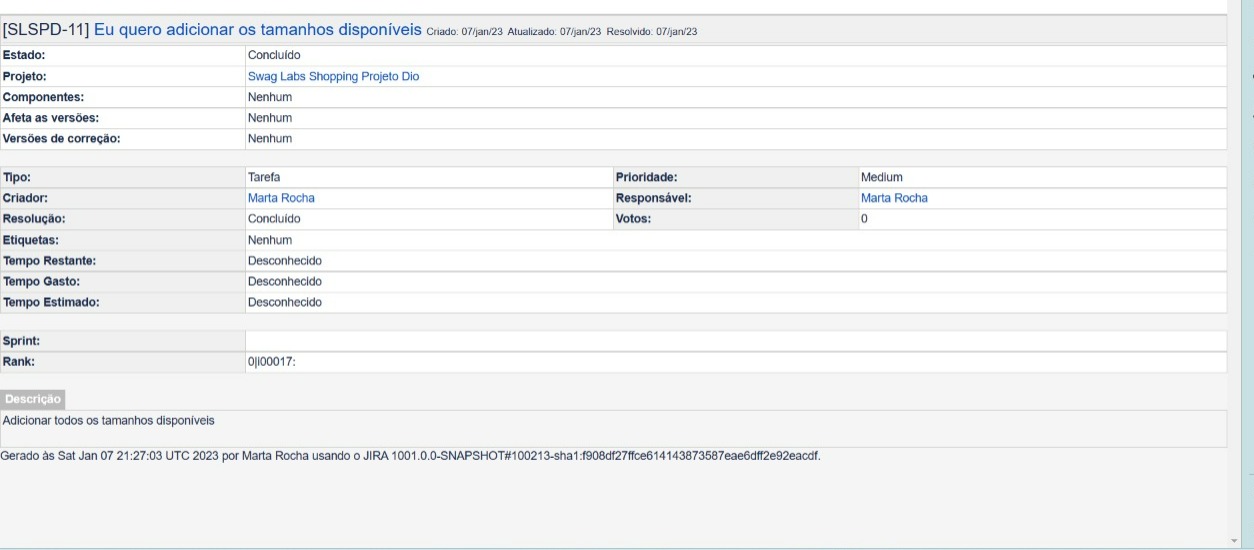 [SLSPD-11] Eu quero adicionar os tamanhos disponíveis Criado: 07/jan/23 Atualizado: 07/jan/23 Resolvido: 07/jan/23
Estado: Concluído
Projeto: Swag Labs Shopping Projeto Dio
Componentes: Nenhum
Afeta as versões: Nenhum
Versões de correção: Nenhum
Tipo: Tarefa Prioridade: Medium
Criador: Marta Rocha Responsável: Marta Rocha
Resolução: Concluído Votos: 0
Etiquetas: Nenhum
Tempo Restante: Desconhecido
Tempo Gasto: Desconhecido
Tempo Estimado: Desconhecido
Sprint:
Rank: 0|i00017:
Descrição
Adicionar todos os tamanhos disponíveis
Gerado às Sat Jan 07 21:27:03 UTC 2023 por Marta Rocha usando o JIRA 1001.0.0-SNAPSHOT#100213-sha1:f908df27ffce614143873587eae6dff2e92eacdf.